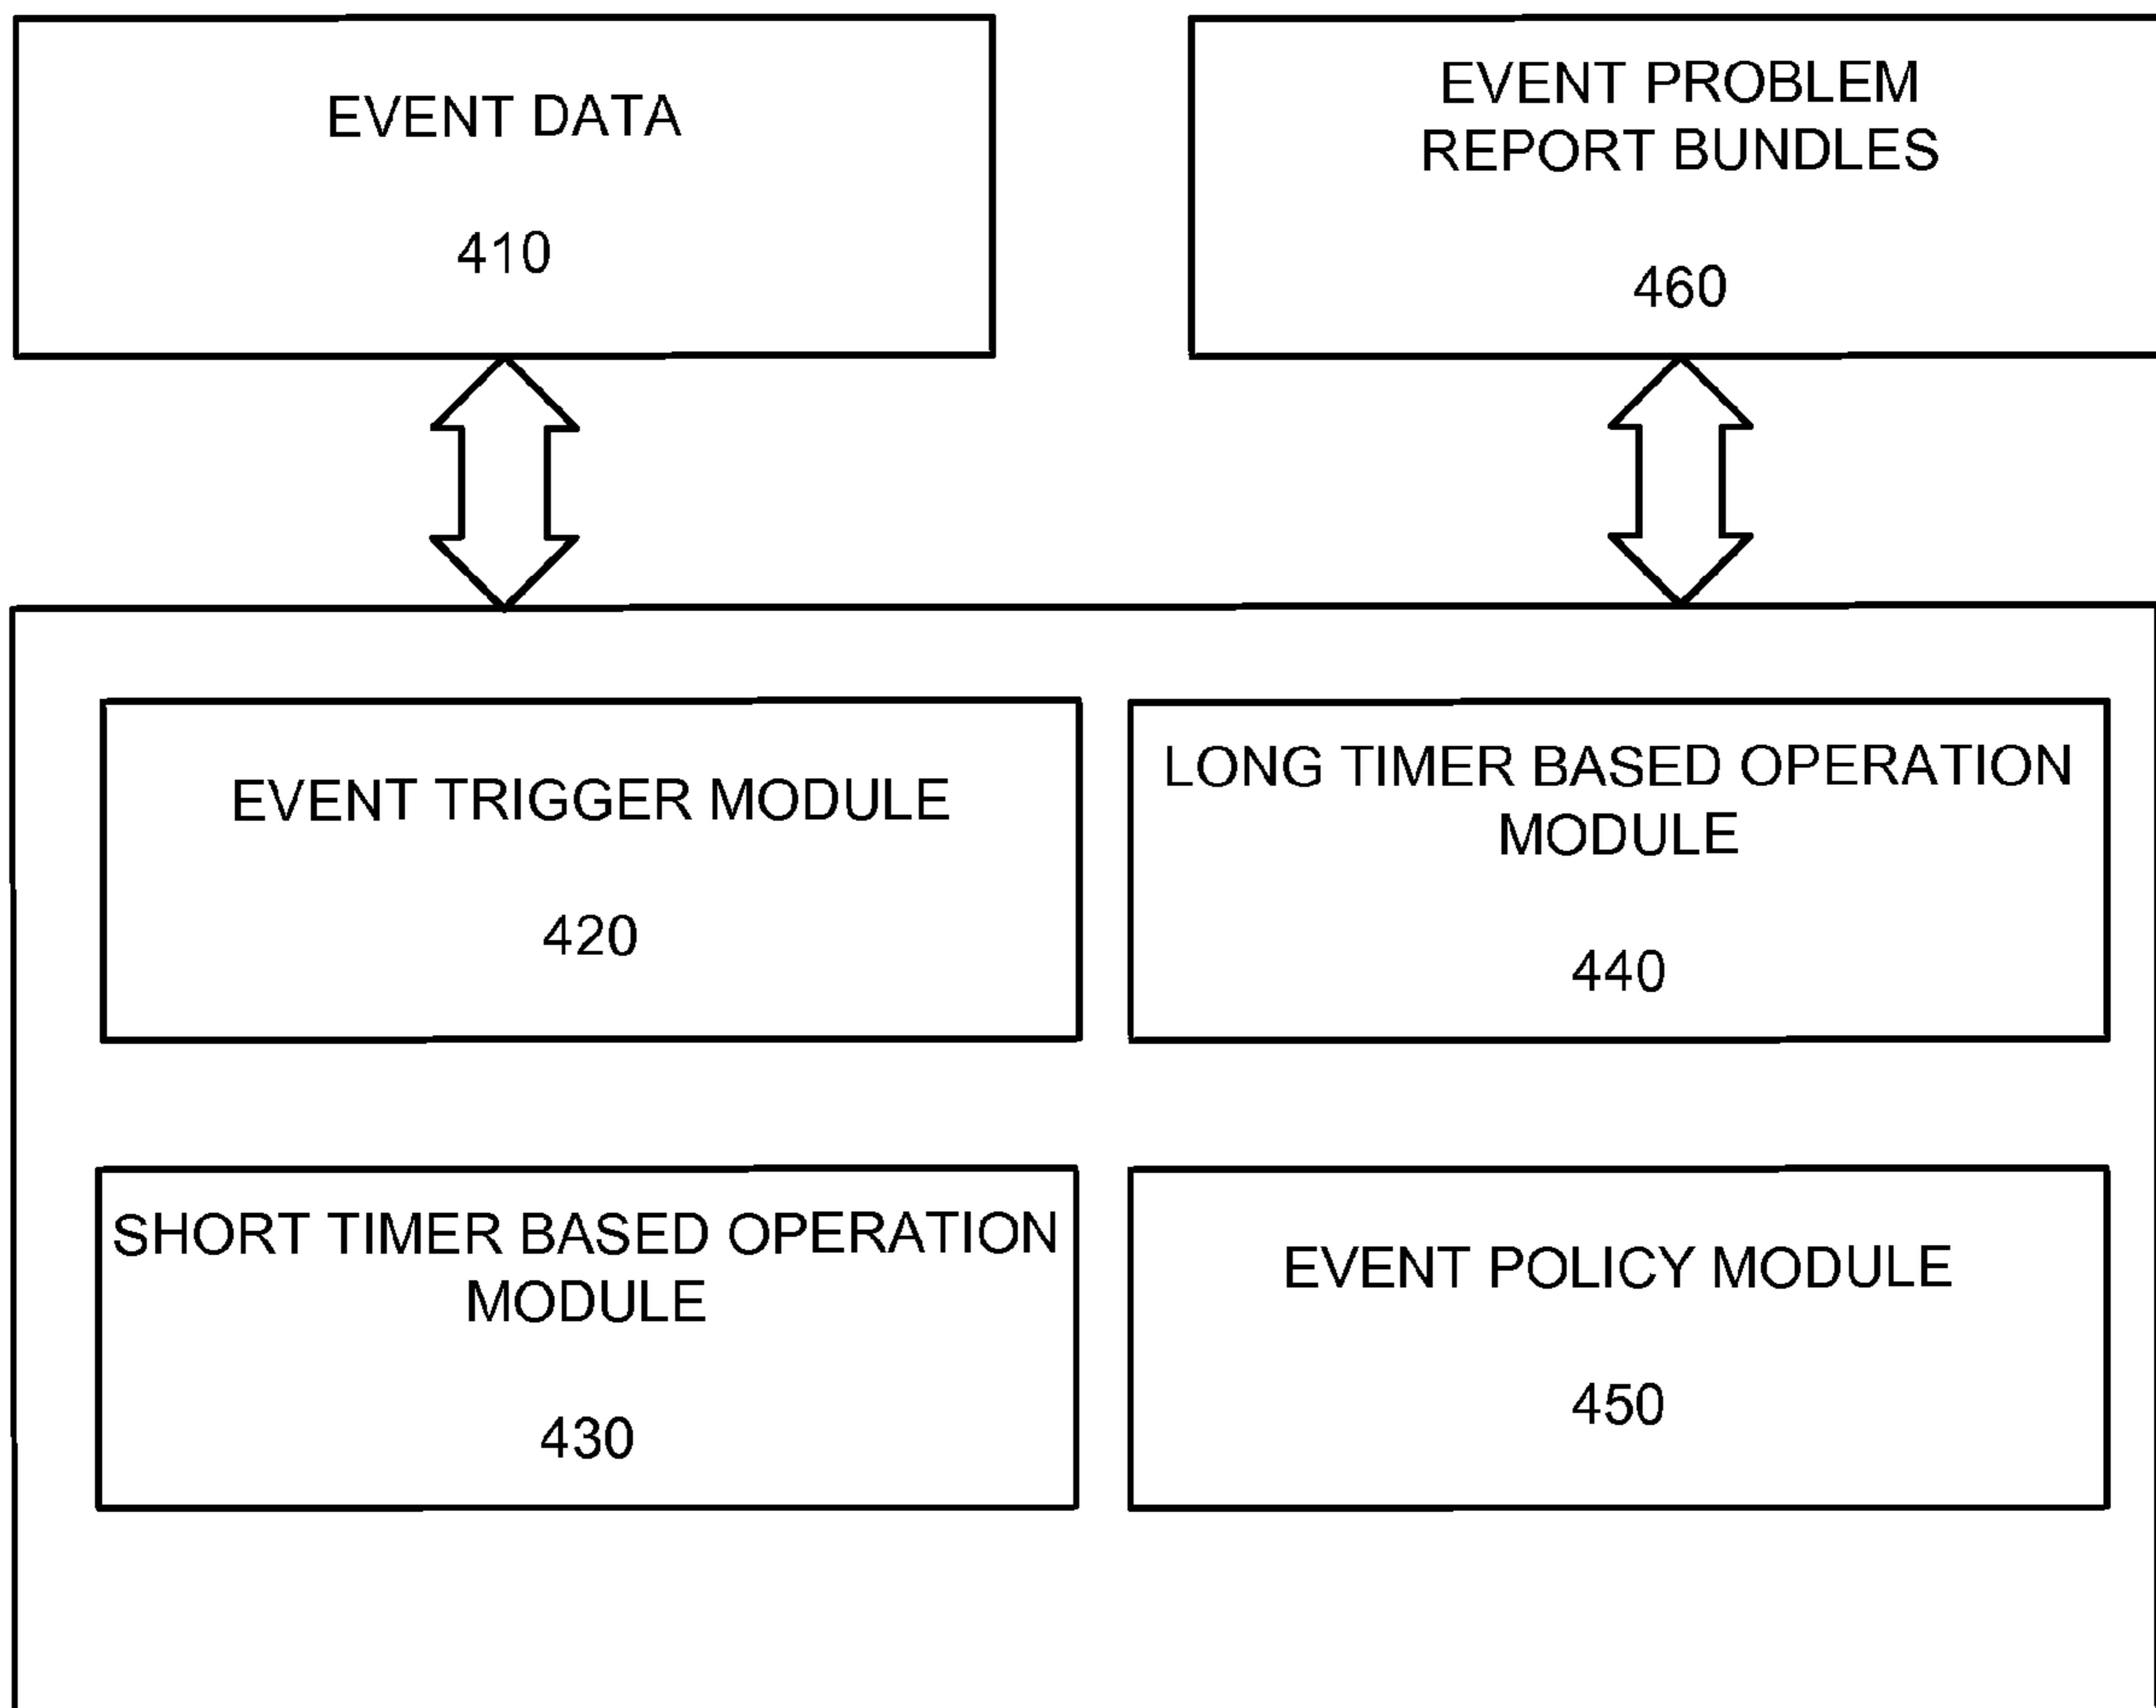 EVENT DATA
410
EVENT PROBLEM
REPORT BUNDLES
460
EVENT TRIGGER MODULE
420
LONG TIMER BASED OPERATION
MODULE
440
SHORT TIMER BASED OPERATION
MODULE
430
EVENT POLICY MODULE
450